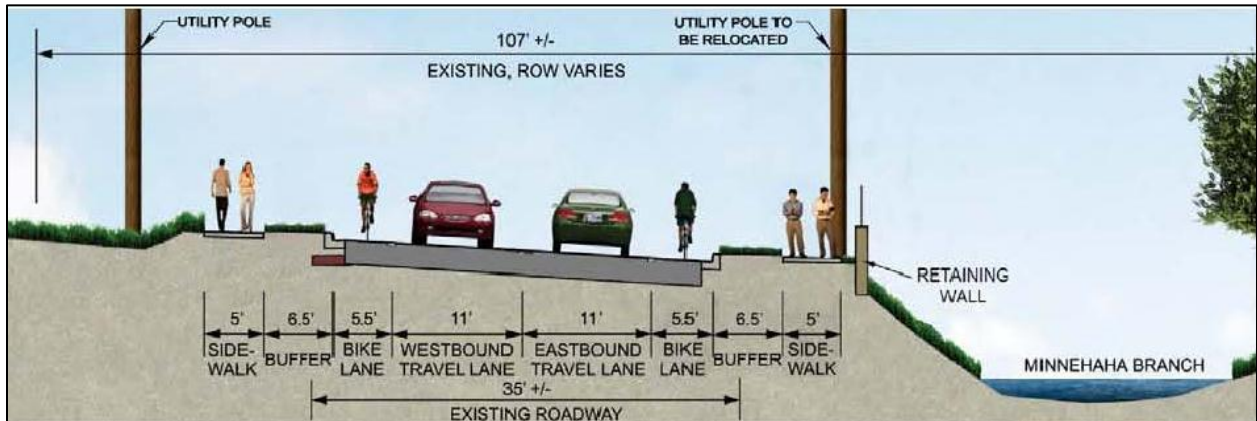 UTILITY POLE
UTILITY POLE TO
BE RELOCATED
107' +/-
EXISTING, ROW VARIES
RETAINING
WALL
5'
6.5'
5.5'
11'
11'
5.5'
6.5'
5'
SIDE-
WALK
BUFFER
BIKE
LANE
WESTBOUND
TRAVEL LANE
EASTBOUND
TRAVEL LANE
BIKE
LANE
BUFFER
SIDE-
WALK
MINNEHAHA BRANCH
35' +/-
EXISTING ROADWAY